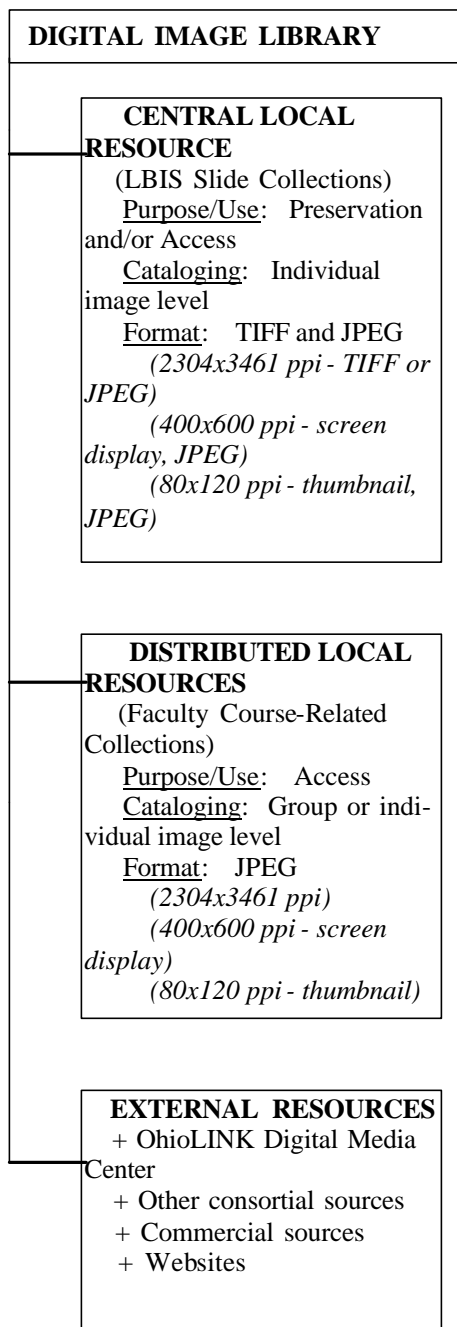 DIGITAL IMAGE LIBRARY
CENTRAL LOCAL
RESOURCE
(LBIS Slide Collections)
Purpose/Use: Preservation
and/or Access
Cataloging: Individual
image level
Format: TIFF and JPEG
(2304x3461 ppi - TIFF or
JPEG)
(400x600 ppi - screen
display, JPEG)
(80x120 ppi - thumbnail,
JPEG)
DISTRIBUTED LOCAL
RESOURCES
(Faculty Course-Related
Collections)
Purpose/Use: Access
Cataloging: Group or indi-
vidual image level
Format: JPEG
(2304x3461 ppi)
(400x600 ppi - screen
display)
(80x120 ppi - thumbnail)
EXTERNAL RESOURCES
+ OhioLINK Digital Media
Center
+ Other consortial sources
+ Commercial sources
+ Websites